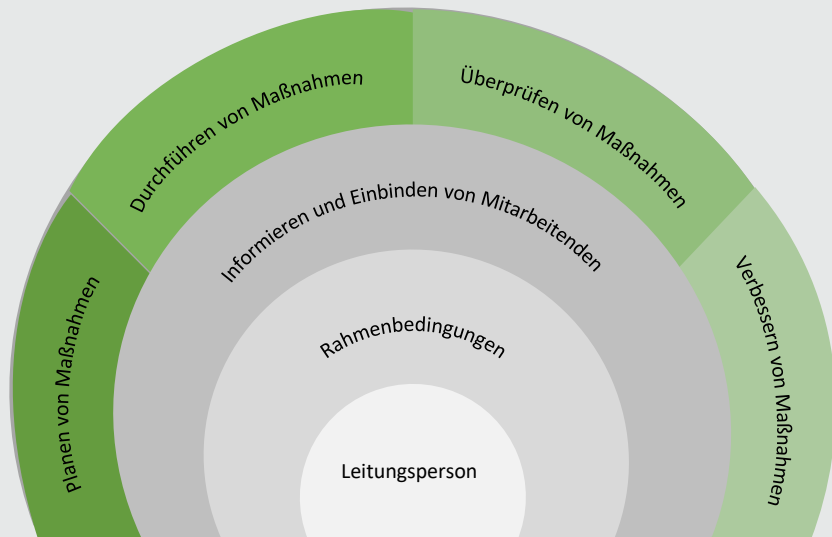 Planen von Maßnahmen
Durchführen von Maßnahmen
Überprüfen von Maßnahmen
Verbessern von Maßnahmen
Informieren und Einbinden von Mitarbeitenden
Rahmenbedingungen
Leitungsperson